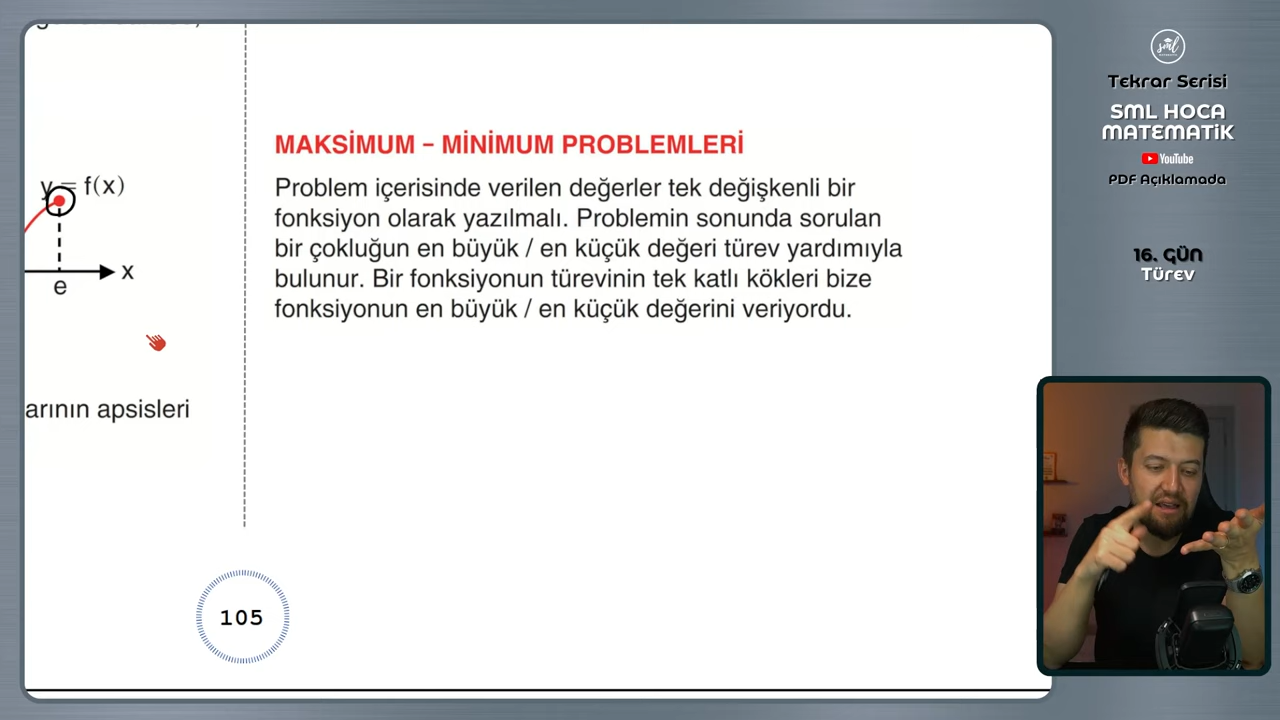 y = f(x)
x
e
arının apsisleri
MAKSİMUM – MİNİMUM PROBLEMLERİ
Problem içerisinde verilen değerler tek değişkenli bir
fonksiyon olarak yazılmalı. Problemin sonunda sorulan
bir çokluğun en büyük / en küçük değeri türev yardımıyla
bulunur. Bir fonksiyonun türevinin tek katlı kökleri bize
fonksiyonun en büyük / en küçük değerini veriyordu.
105
sml
Tekrar Serisi
SML HOCA
MATEMATİK
YouTube
PDF Açıklamada
16. GÜN
Türev